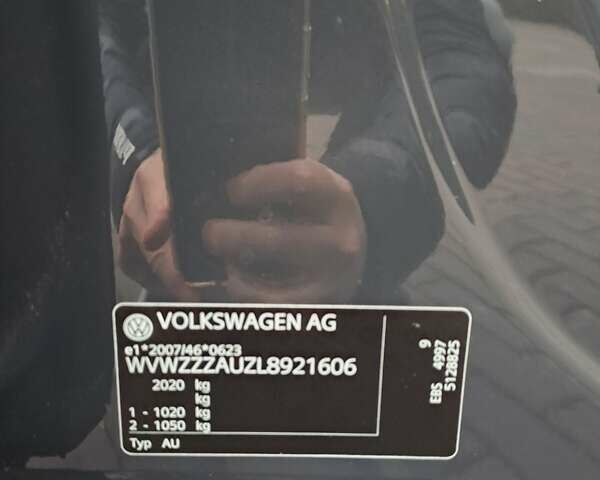 VOLKSWAGEN AG
e1*2007/46*0623
WVWZZZAUZL8921606
2020 kg
kg
1 - 1020 kg
2 - 1050 kg
Typ AU
9
EBS 4997
5128825